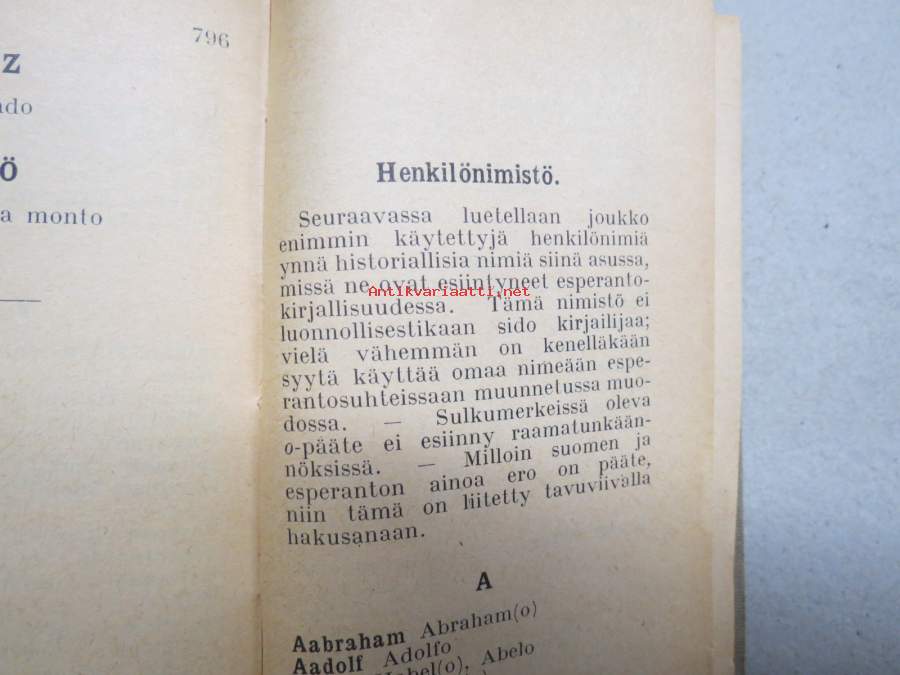 796
z
ado
Ö
a monto
Henkilönimistö.
Seuraavassa luetellaan joukko
enimmin käytettyjä henkilönimiä
ynnä historiallisia nimiä siinä asussa,
missä ne ovat esiintyneet esperanto-
Antikvariaatti.net
kirjallisuudessa. Tämä nimistö ei
luonnollisestikaan sido kirjailijaa;
vielä vähemmän on kenelläkään
syytä käyttää omaa nimeään espe-
rantosuhteissaan muunnetussa muo-
dossa. — Sulkumerkeissä oleva
o-pääte ei esiinny raamatunkään-
nöksissä. — Milloin suomen ja
esperanton ainoa ero on pääte,
niin tämä on liitetty tavuviivalla
hakusanaan.
A
Aabraham Abraham(o)
Aadolf Adolfo
Habel(o), Abelo